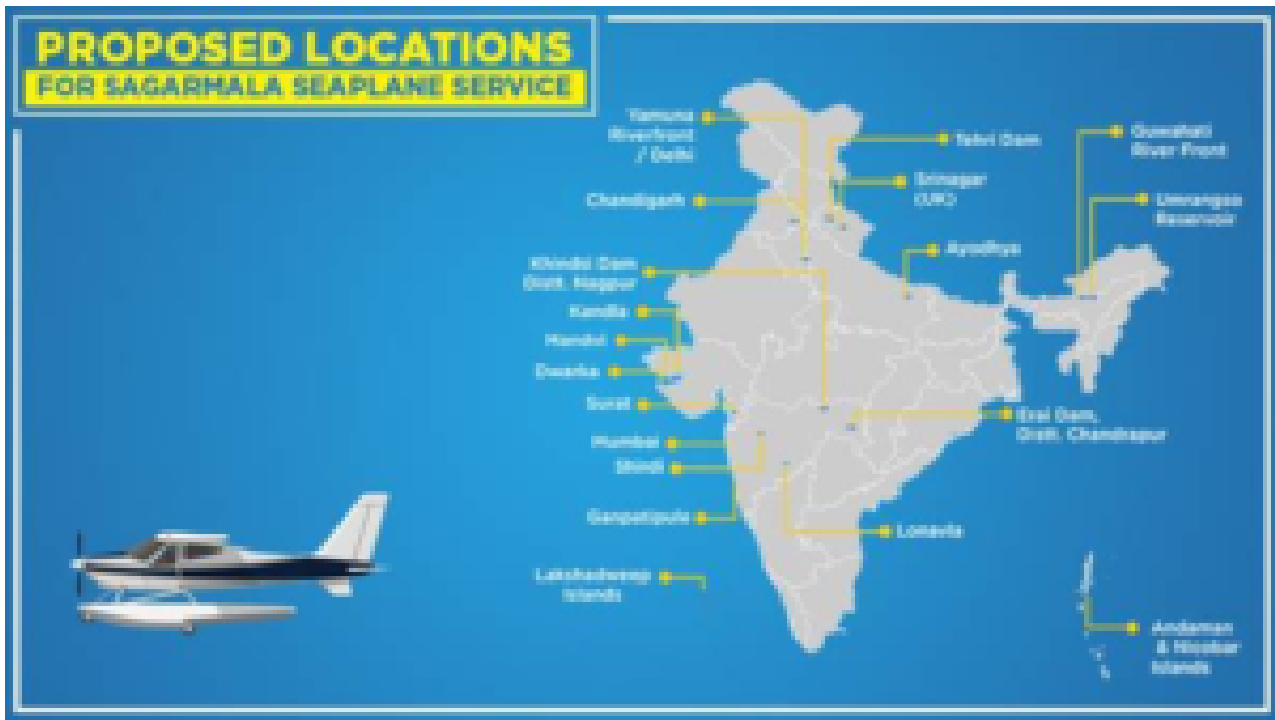 PROPOSED LOCATIONS
FOR SAGARMALA SEAPLANE SERVICE
Yamuna
Riverfront
/ Delhi
Tehri Dam
Guwahati
River Front
Chandigarh
Srinagar
(UK)
Umrangso
Reservoir
Ayodhya
Khindsi Dam
Distt. Nagpur
Kandla
Mandvi
Dwarka
Surat
Erai Dam,
Distt. Chandrapur
Mumbai
Shirdi
Ganpatipule
Lonavla
Lakshadweep
Islands
Andaman
& Nicobar
Islands